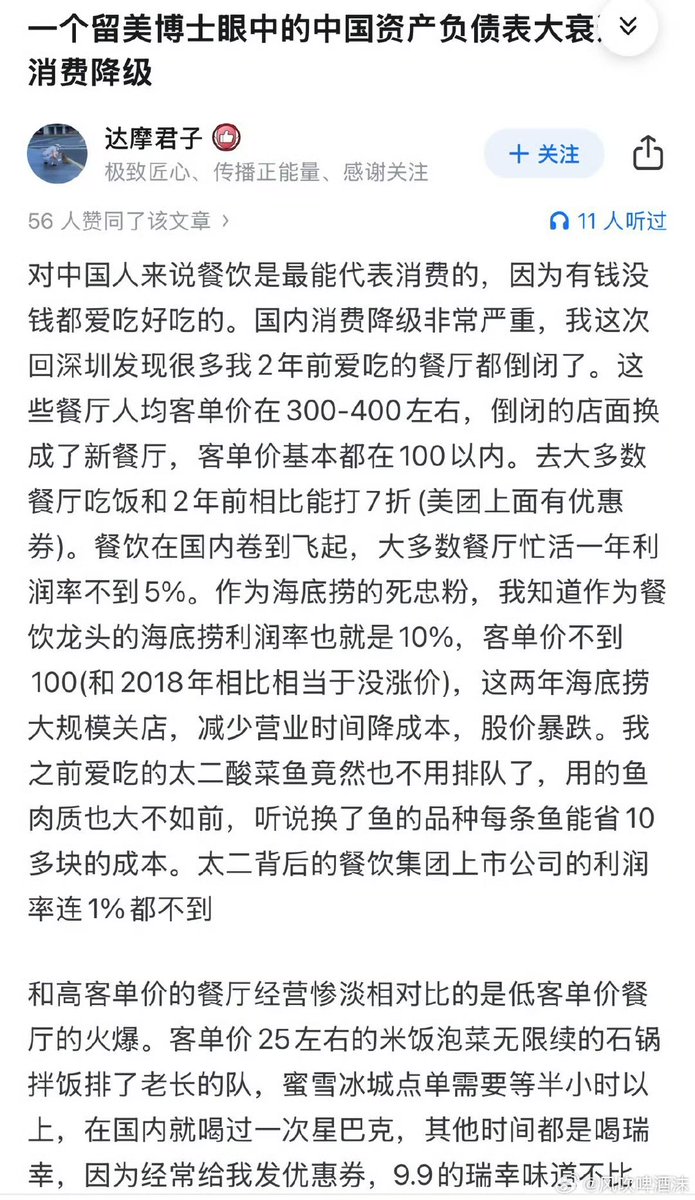 一个留美博士眼中的中国资产负债表大衰
消费降级
达摩君子
极致匠心、传播正能量、感谢关注
+ 关注
56 人赞同了该文章 ›
11 人听过
对中国人来说餐饮是最能代表消费的，因为有钱没
钱都爱吃好吃的。国内消费降级非常严重，我这次
回深圳发现很多我2年前爱吃的餐厅都倒闭了。这
些餐厅人均客单价在300-400左右，倒闭的店面换
成了新餐厅，客单价基本都在100以内。去大多数
餐厅吃饭和2年前相比能打7折(美团上面有优惠
券)。餐饮在国内卷到飞起，大多数餐厅忙活一年利
润率不到5%。作为海底捞的死忠粉，我知道作为餐
饮龙头的海底捞利润率也就是10%，客单价不到
100(和2018年相比相当于没涨价)，这两年海底捞
大规模关店，减少营业时间降成本，股价暴跌。我
之前爱吃的太二酸菜鱼竟然也不用排队了，用的鱼
肉质也大不如前，听说换了鱼的品种每条鱼能省10
多块的成本。太二背后的餐饮集团上市公司的利润
率连1%都不到
和高客单价的餐厅经营惨淡相对比的是低客单价餐
厅的火爆。客单价25左右的米饭泡菜无限续的石锅
拌饭排了老长的队，蜜雪冰城点单需要等半小时以
上，在国内就喝过一次星巴克，其他时间都是喝瑞
幸，因为经常给我发优惠券，9.9的瑞幸味道不比